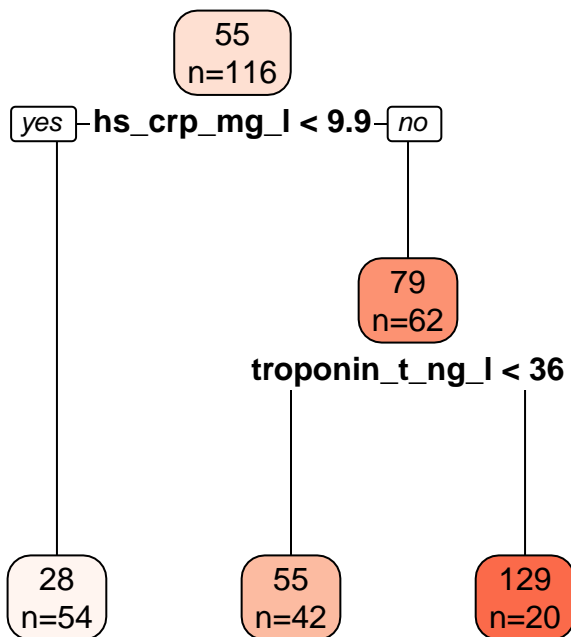 55
n=116
yes hs_crp_mg_l < 9.9 no
79
n=62
troponin_t_ng_l < 36
28
n=54
55
n=42
129
n=20